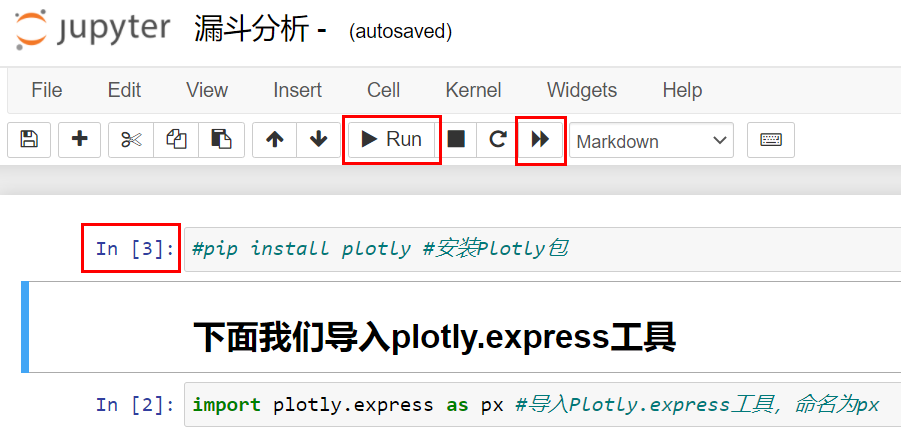 jupyter 漏斗分析 - (autosaved)
File Edit View Insert Cell Kernel Widgets Help
Run Markdown
In [3]: #pip install plotly #安装Plotly包
下面我们导入plotly.express工具
In [2]: import plotly.express as px #导入Plotly.express工具，命名为px